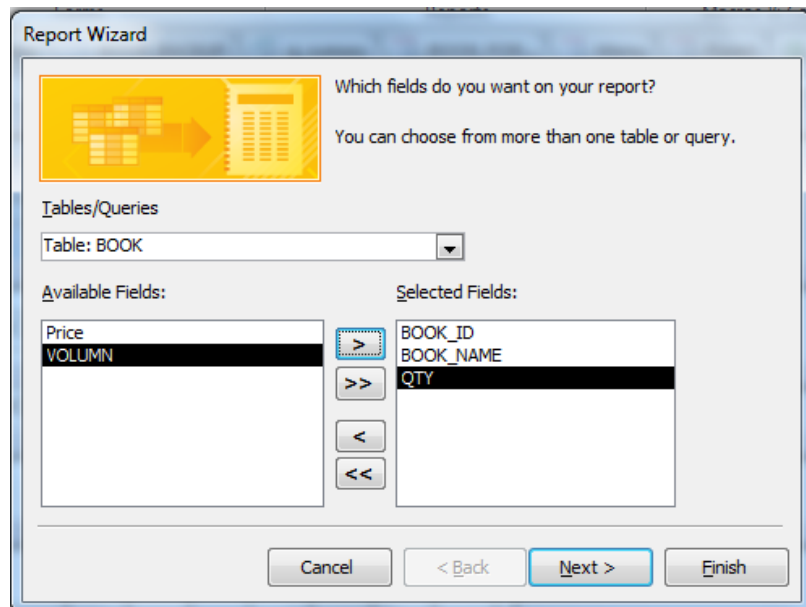 Report Wizard
Which fields do you want on your report?
You can choose from more than one table or query.
Tables/Queries
Table: BOOK
Available Fields:
Selected Fields:
Price
VOLUMN
>
>>
<
<<
BOOK_ID
BOOK_NAME
QTY
Cancel
< Back
Next >
Finish